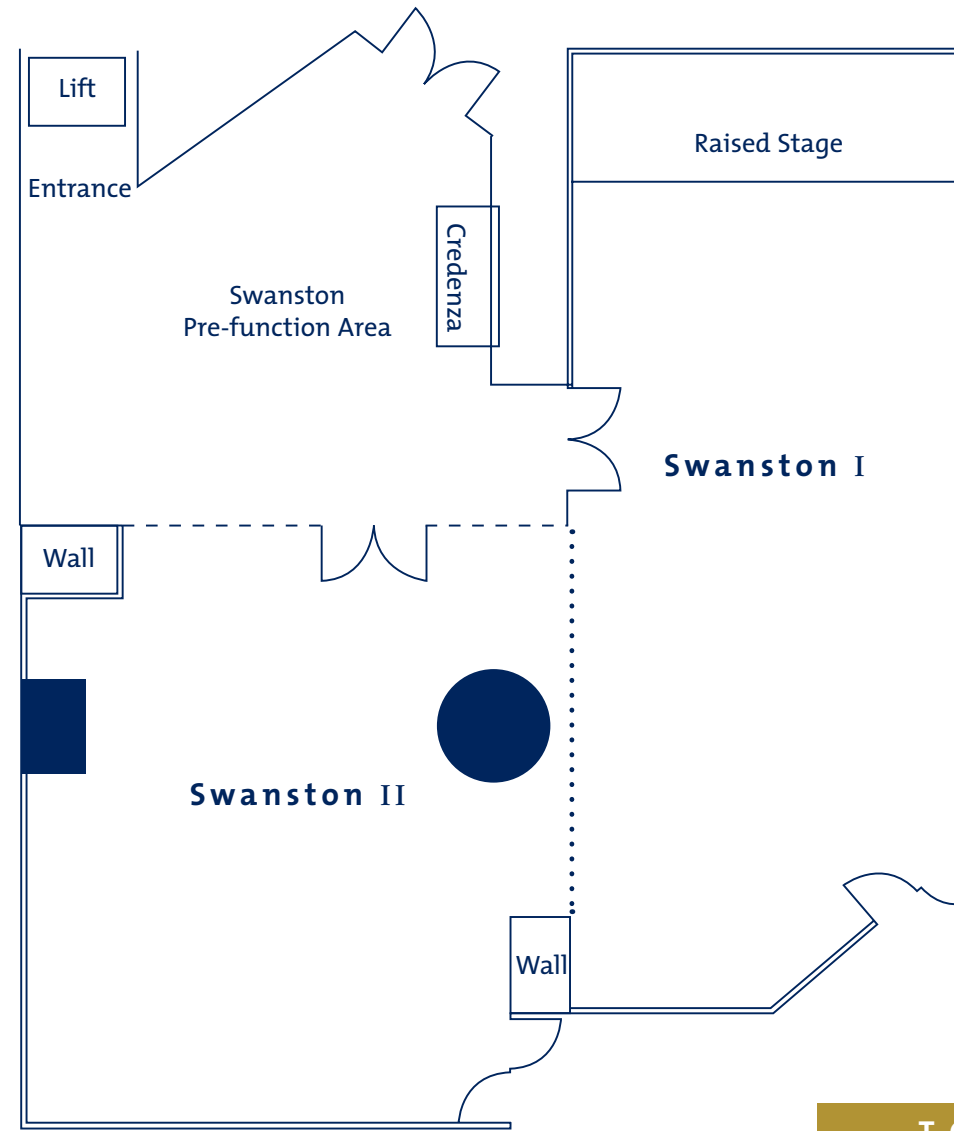 Lift
Raised Stage
Entrance
Credenza
Swanston
Pre-function Area
Swanston I
Wall
Swanston II
Wall